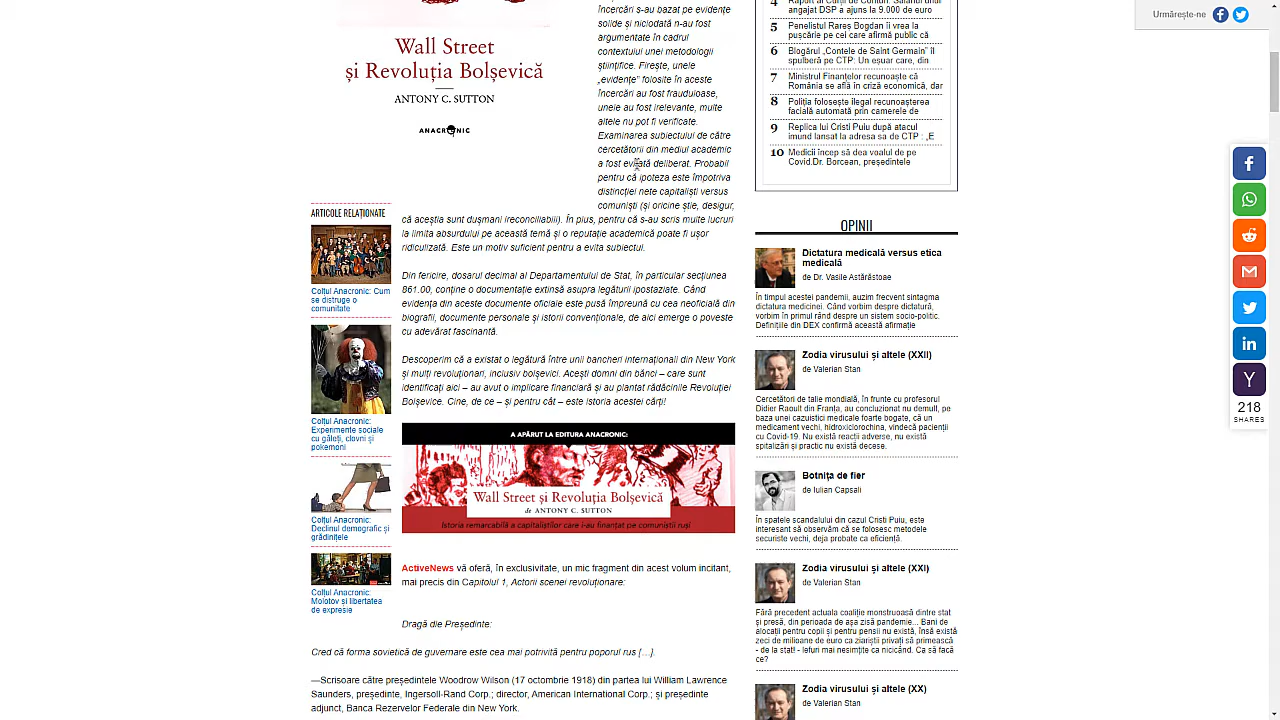 Wall Street
și Revoluția Bolșevică
ANTONY C. SUTTON
ANACRONIC
încercări s-au bazat pe evidențe
solide și niciodată n-au fost
argumentate în cadrul
contextului unei metodologii
științifice. Firește, unele
„evidențe” folosite în aceste
încercări au fost frauduloase,
unele au fost irelevante, multe
altele nu pot fi verificate.
Examinarea subiectului de către
cercetătorii din mediul academic
a fost evitată deliberat. Probabil
pentru că ipoteza este împotriva
distincției nete capitaliști versus
comuniști (și oricine știe, desigur,
că aceștia sunt dușmani ireconciliabili). În plus, pentru că s-au scris multe lucruri
la limita absurdului pe această temă și o reputație academică poate fi ușor
ridiculizată. Este un motiv suficient pentru a evita subiectul.
Din fericire, dosarul decimal al Departamentului de Stat, în particular secțiunea
861.00, conține o documentație extinsă asupra legăturii ipostaziate. Când
evidența din aceste documente oficiale este pusă împreună cu cea neoficială din
biografii, documente personale și istorii convenționale, de aici emerge o poveste
cu adevărat fascinantă.
Descoperim că a existat o legătură între unii bancheri internaționali din New York
și mulți revoluționari, inclusiv bolșevici. Acești domni din bănci – care sunt
identificați aici – au avut o implicare financiară și au plantat rădăcinile Revoluției
Bolșevice. Cine, de ce – și pentru cât – este istoria acestei cărți!
A APĂRUT LA EDITURA ANACRONIC:
Wall Street și Revoluția Bolșevică
de ANTONY C. SUTTON
Istoria remarcabilă a capitaliștilor care i-au finanțat pe comuniștii ruși
ActiveNews vă oferă, în exclusivitate, un mic fragment din acest volum incitant,
mai precis din Capitolul 1, Actorii scenei revoluționare:
Dragă die Președinte:
Cred că forma sovietică de guvernare este cea mai potrivită pentru poporul rus […].
—Scrisoare către președintele Woodrow Wilson (17 octombrie 1918) din partea lui William Lawrence
Saunders, președinte, Ingersoll-Rand Corp.; director, American International Corp.; și președinte
adjunct, Banca Rezervelor Federale din New York.
ARTICOLE RELAȚIONATE
Colțul Anacronic: Cum
se distruge o
comunitate
Colțul Anacronic:
Experimente sociale
cu găleți, clovni și
pokemoni
Colțul Anacronic:
Declinul demografic și
grădinițele
Colțul Anacronic:
Molotov și libertatea
de expresie
4 Raport al Curții de Conturi: Salariul unui
angajat DSP a ajuns la 9.000 de euro
5 Penelistul Rareș Bogdan îi vrea la
pușcărie pe cei care afirmă public că
6 Blogărul „Contele de Saint Germain” îl
spulberă pe CTP: Un eșuar care, din
7 Ministrul Finanțelor recunoaște că
România se află în criză economică, dar
8 Poliția folosește ilegal recunoașterea
facială automată prin camerele de
9 Replica lui Cristi Puiu după atacul
imund lansat la adresa sa de CTP : „E
10 Medicii încep să dea voalul de pe
Covid.Dr. Borcean, președintele
OPINII
Dictatura medicală versus etica
medicală
de Dr. Vasile Astărăstoae
În timpul acestei pandemii, auzim frecvent sintagma
dictatura medicinei. Când vorbim despre dictatură,
vorbim în primul rând despre un sistem socio-politic.
Definițiile din DEX confirmă această afirmație
Zodia virusului și altele (XXII)
de Valerian Stan
Cercetători de talie mondială, în frunte cu profesorul
Didier Raoult din Franța, au concluzionat nu demult, pe
baza unei cazuistici medicale foarte bogate, că un
medicament vechi, hidroxiclorochina, vindecă pacienții
cu Covid-19. Nu există reacții adverse, nu există
spitalizări și practic nu există decese.
Botnița de fier
de Iulian Capsali
În spatele scandalului din cazul Cristi Puiu, este
interesant să observăm că se folosesc metodele
securiste vechi, deja probate ca eficiență.
Zodia virusului și altele (XXI)
de Valerian Stan
Fără precedent actuala coaliție monstruoasă dintre stat
și presă, din perioada de așa zisă pandemie... Bani de
alocații pentru copii și pentru pensii nu există, însă există
zeci de milioane de euro ca ziariștii privați să primească
- de la stat! - lefuri mai nesimțite ca nicicând. Ca să facă
ce?
Zodia virusului și altele (XX)
de Valerian Stan
Urmărește-ne
218
SHARES